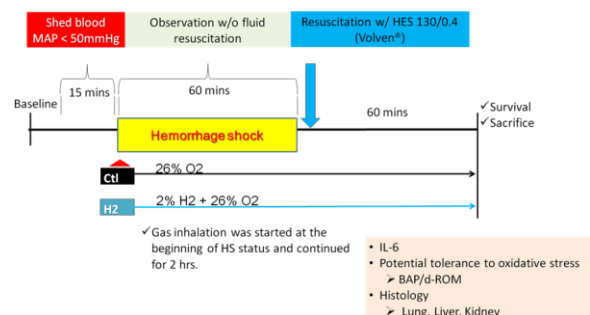 Shed blood
MAP < 50mmHg
Observation w/o fluid
resuscitation
Resuscitation w/ HES 130/0.4
(Volven®)
15 mins
60 mins
Baseline
60 mins
✓Survival
✓Sacrifice
Hemorrhage shock
Ctl
26% O2
H2
2% H2 + 26% O2
✓Gas inhalation was started at the
beginning of HS status and continued
for 2 hrs.
• IL-6
• Potential tolerance to oxidative stress
➢ BAP/d-ROM
• Histology
➢ Lung, Liver, Kidney